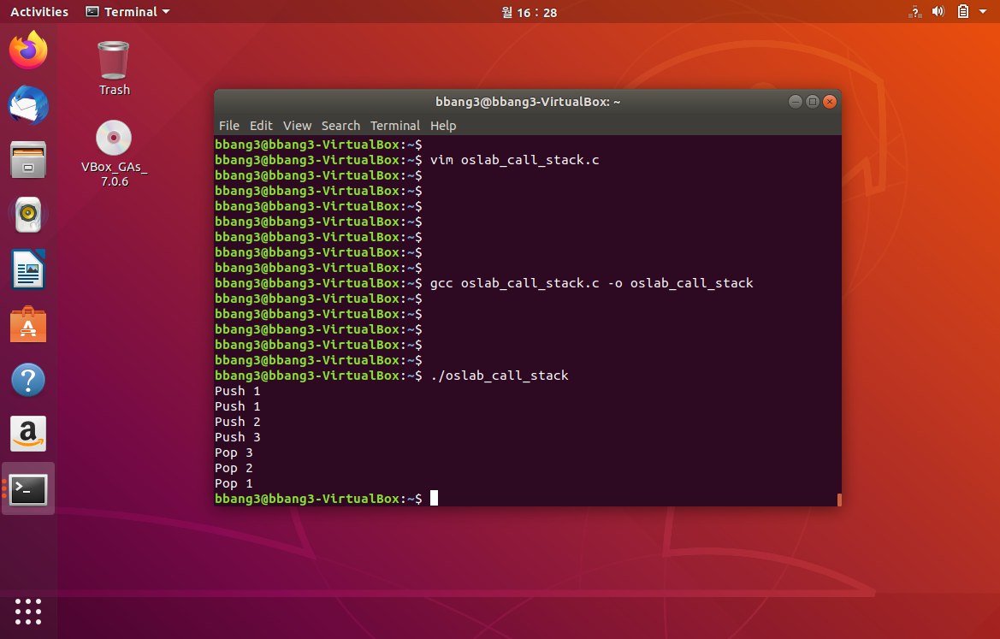 Activities Terminal 월 16 : 28
Trash
VBox_GAs_
7.0.6
bbang3@bbang3-VirtualBox: ~
File Edit View Search Terminal Help
bbang3@bbang3-VirtualBox:~$
bbang3@bbang3-VirtualBox:~$ vim oslab_call_stack.c
bbang3@bbang3-VirtualBox:~$
bbang3@bbang3-VirtualBox:~$
bbang3@bbang3-VirtualBox:~$
bbang3@bbang3-VirtualBox:~$
bbang3@bbang3-VirtualBox:~$
bbang3@bbang3-VirtualBox:~$
bbang3@bbang3-VirtualBox:~$
bbang3@bbang3-VirtualBox:~$ gcc oslab_call_stack.c -o oslab_call_stack
bbang3@bbang3-VirtualBox:~$
bbang3@bbang3-VirtualBox:~$
bbang3@bbang3-VirtualBox:~$
bbang3@bbang3-VirtualBox:~$
bbang3@bbang3-VirtualBox:~$
bbang3@bbang3-VirtualBox:~$ ./oslab_call_stack
Push 1
Push 1
Push 2
Push 3
Pop 3
Pop 2
Pop 1
bbang3@bbang3-VirtualBox:~$